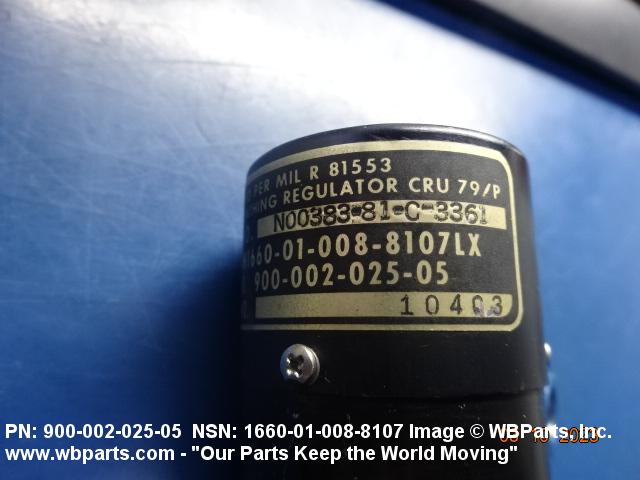 PER MIL R 81553
HING REGULATOR CRU 79/P
N00383-81-C-3361
1660-01-008-8107LX
900-002-025-05
10403
PN: 900-002-025-05 NSN: 1660-01-008-8107 Image © WBParts, Inc.
www.wbparts.com - "Our Parts Keep the World Moving"